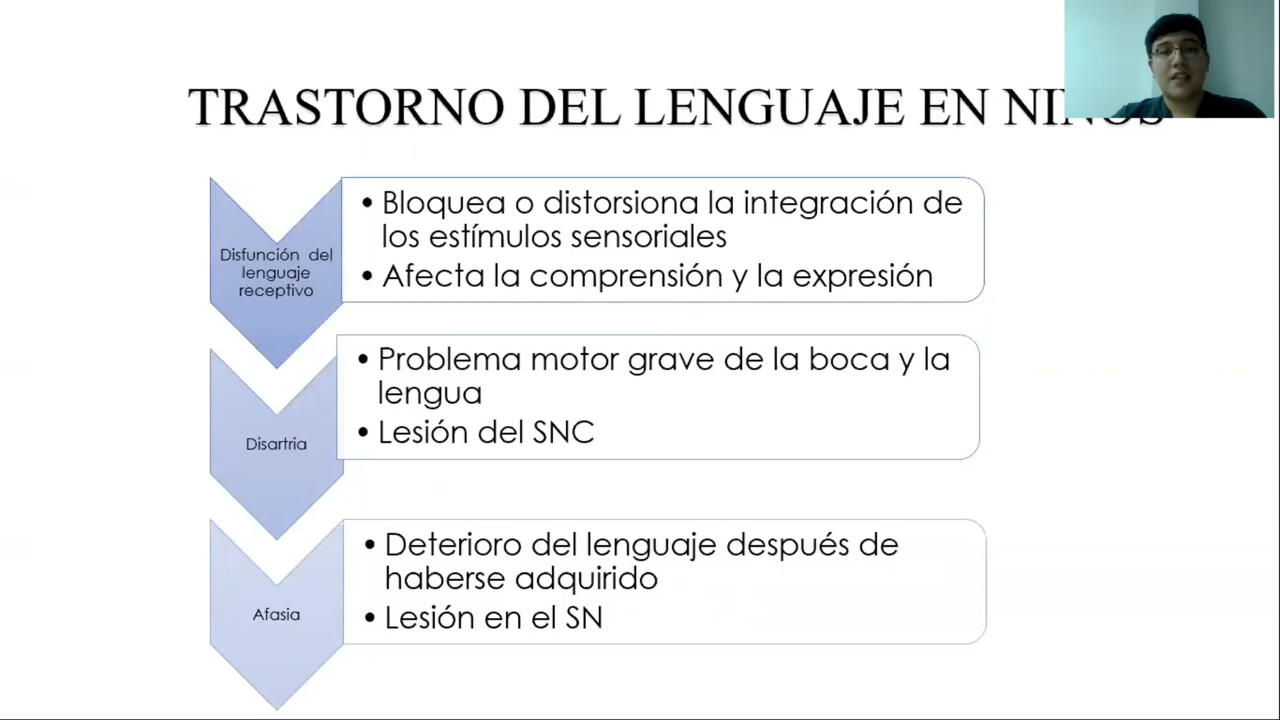 TRASTORNO DEL LENGUAJE EN
Disfunción del
lenguaje
receptivo
• Bloquea o distorsiona la integración de
los estímulos sensoriales
• Afecta la comprensión y la expresión
Disartria
• Problema motor grave de la boca y la
lengua
• Lesión del SNC
Afasia
• Deterioro del lenguaje después de
haberse adquirido
• Lesión en el SN